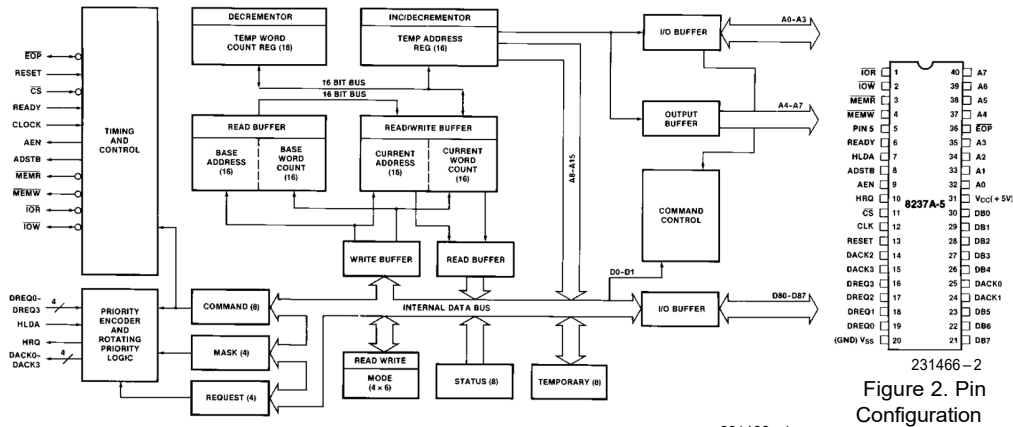 DECREMENTOR
TEMP WORD
COUNT REG (16)
INC/DECREMENTOR
TEMP ADDRESS
REG (16)
I/O BUFFER
A0-A3
16 BIT BUS
16 BIT BUS
EOP
RESET
CS
READY
CLOCK
AEN
ADSTB
MEMR
MEMW
IOR
IOW
TIMING
AND
CONTROL
READ BUFFER
BASE
ADDRESS
(16)
BASE
WORD
COUNT
(16)
READ/WRITE BUFFER
CURRENT
ADDRESS
(16)
CURRENT
WORD
COUNT
(16)
A8-A15
OUTPUT
BUFFER
A4-A7
COMMAND
CONTROL
WRITE BUFFER
READ BUFFER
D0-D1
DREQ0-
DREQ3
4
HLDA
HRQ
DACK0-
DACK3
4
PRIORITY
ENCODER
AND
ROTATING
PRIORITY
LOGIC
COMMAND (8)
MASK (4)
REQUEST (4)
INTERNAL DATA BUS
I/O BUFFER
D80-D87
READ WRITE
MODE
(4 × 6)
STATUS (8)
TEMPORARY (8)
IOR 1 40 A7
IOW 2 39 A6
MEMR 3 38 A5
MEMW 4 37 A4
PIN 5 5 36 EOP
READY 6 35 A3
HLDA 7 34 A2
ADSTB 8 33 A1
AEN 9 32 A0
HRQ 10 31 VCC(+5V)
8237A-5
CS 11 30 DB0
CLK 12 29 DB1
RESET 13 28 DB2
DACK2 14 27 DB3
DACK3 15 26 DB4
DREQ3 16 25 DACK0
DREQ2 17 24 DACK1
DREQ1 18 23 DB5
DREQ0 19 22 DB6
(GND) VSS 20 21 DB7
231466–2
Figure 2. Pin
Configuration